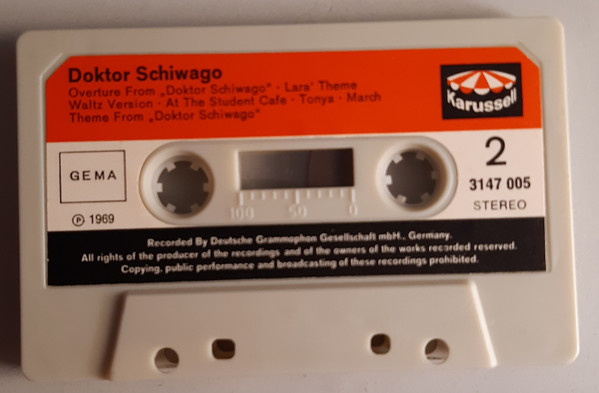 Doktor Schiwago
Overture From „Doktor Schiwago" · Lara' Theme
Waltz Version · At The Student Cafe · Tonya · March
Theme From „Doktor Schiwago"
Karussell
GEMA
2
3147 005
STEREO
Ⓟ 1969
100 50 0
Recorded By Deutsche Grammophon Gesellschaft mbH., Germany.
All rights of the producer of the recordings and of the owners of the works recorded reserved.
Copying, public performance and broadcasting of these recordings prohibited.